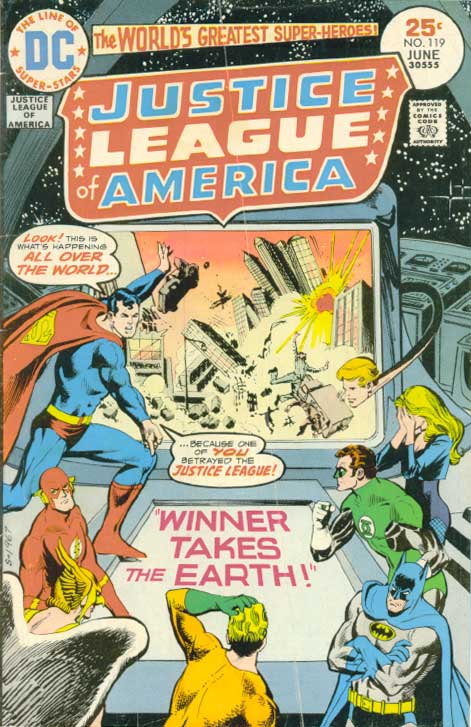 THE LINE OF
DC
SUPER-STARS
The WORLD'S GREATEST SUPER-HEROES!
25¢
NO. 119
JUNE
30555
JUSTICE
LEAGUE OF
AMERICA
APPROVED
BY THE
COMICS
CODE
AUTHORITY
JUSTICE
LEAGUE
of AMERICA
LOOK! THIS IS
WHAT'S HAPPENING
ALL OVER
THE WORLD...
...BECAUSE ONE
OF YOU
BETRAYED THE
JUSTICE LEAGUE!
"WINNER
TAKES
THE EARTH!"
8-1967